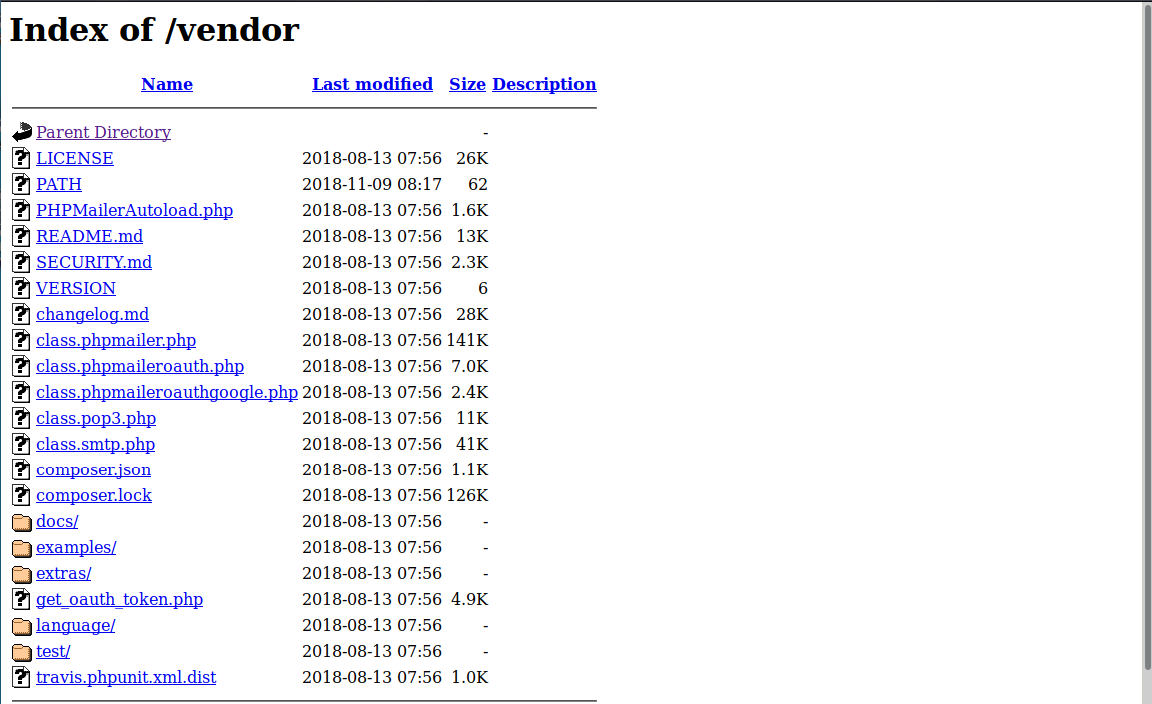 Index of /vendor
Name Last modified Size Description
Parent Directory -
LICENSE 2018-08-13 07:56 26K
PATH 2018-11-09 08:17 62
PHPMailerAutoload.php 2018-08-13 07:56 1.6K
README.md 2018-08-13 07:56 13K
SECURITY.md 2018-08-13 07:56 2.3K
VERSION 2018-08-13 07:56 6
changelog.md 2018-08-13 07:56 28K
class.phpmailer.php 2018-08-13 07:56 141K
class.phpmaileroauth.php 2018-08-13 07:56 7.0K
class.phpmaileroauthgoogle.php 2018-08-13 07:56 2.4K
class.pop3.php 2018-08-13 07:56 11K
class.smtp.php 2018-08-13 07:56 41K
composer.json 2018-08-13 07:56 1.1K
composer.lock 2018-08-13 07:56 126K
docs/ 2018-08-13 07:56 -
examples/ 2018-08-13 07:56 -
extras/ 2018-08-13 07:56 -
get_oauth_token.php 2018-08-13 07:56 4.9K
language/ 2018-08-13 07:56 -
test/ 2018-08-13 07:56 -
travis.phpunit.xml.dist 2018-08-13 07:56 1.0K